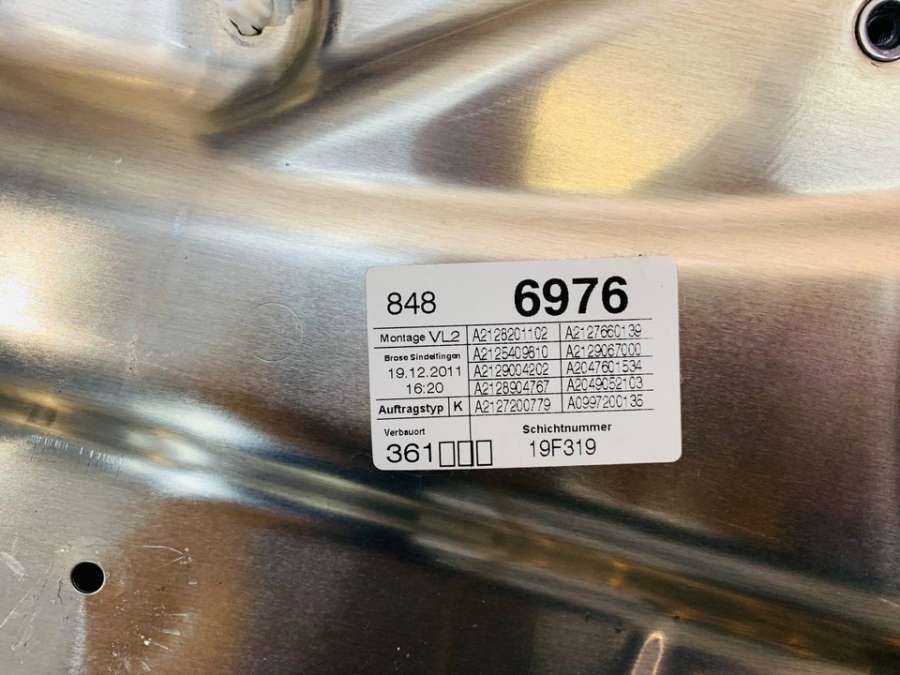 848 6976
Montage VL2 A2128201102 A2127660139
Brose Sindelfingen A2125409610 A2129067000
19.12.2011 A2129004202 A2047601534
16:20 A2128904767 A2049052103
Auftragstyp K A2127200779 A0997200135
Verbauort Schichtnummer
361 19F319